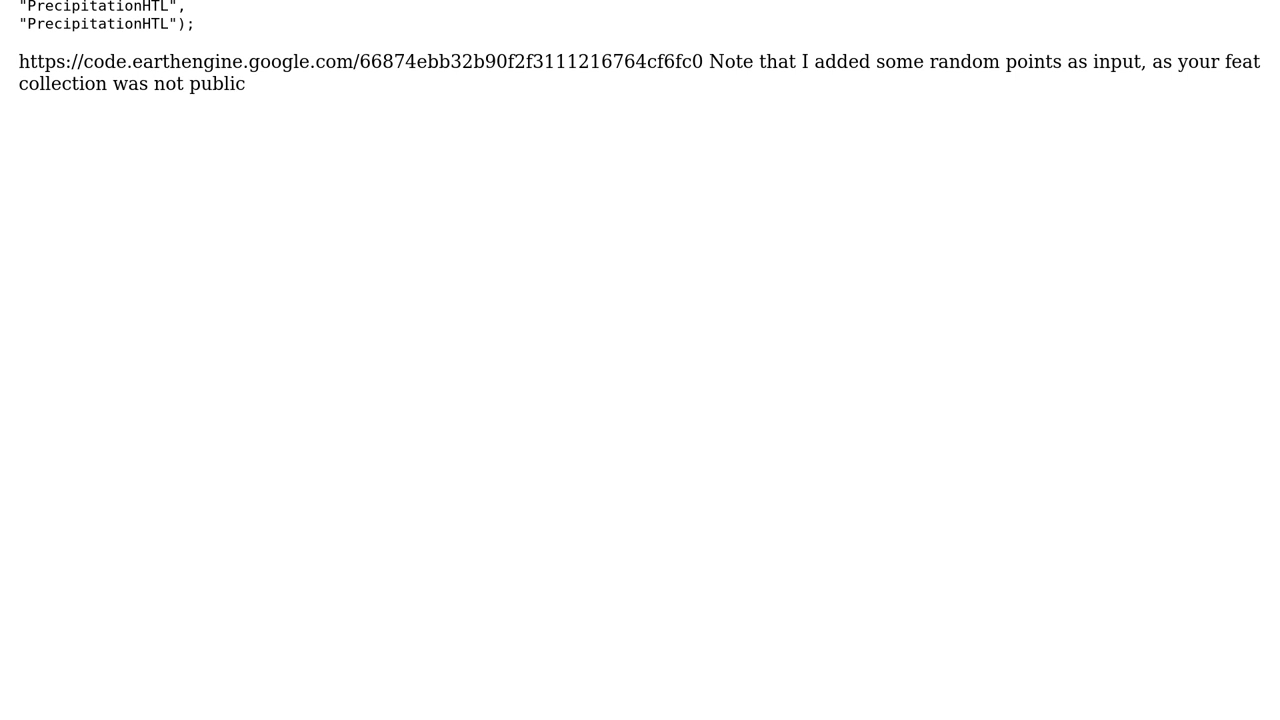 "PrecipitationHTL",
"PrecipitationHTL");
https://code.earthengine.google.com/66874ebb32b90f2f3111216764cf6fc0 Note that I added some random points as input, as your feat
collection was not public